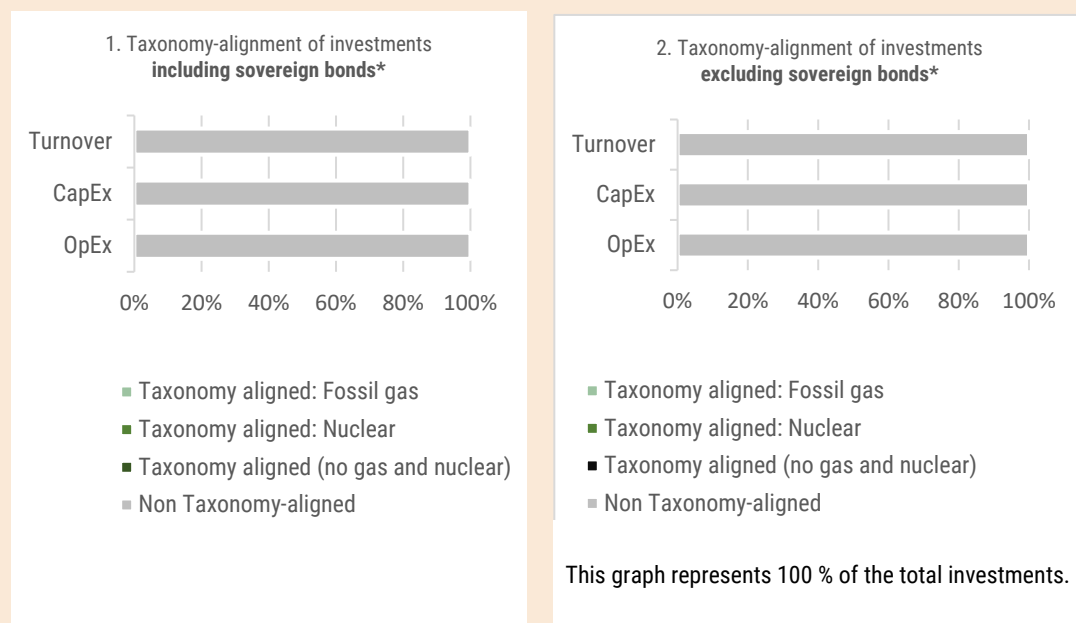 1. Taxonomy-alignment of investments
including sovereign bonds*
Turnover
CapEx
OpEx
0% 20% 40% 60% 80% 100%
Taxonomy aligned: Fossil gas
Taxonomy aligned: Nuclear
Taxonomy aligned (no gas and nuclear)
Non Taxonomy-aligned
2. Taxonomy-alignment of investments
excluding sovereign bonds*
Turnover
CapEx
OpEx
0% 20% 40% 60% 80% 100%
Taxonomy aligned: Fossil gas
Taxonomy aligned: Nuclear
Taxonomy aligned (no gas and nuclear)
Non Taxonomy-aligned
This graph represents 100 % of the total investments.